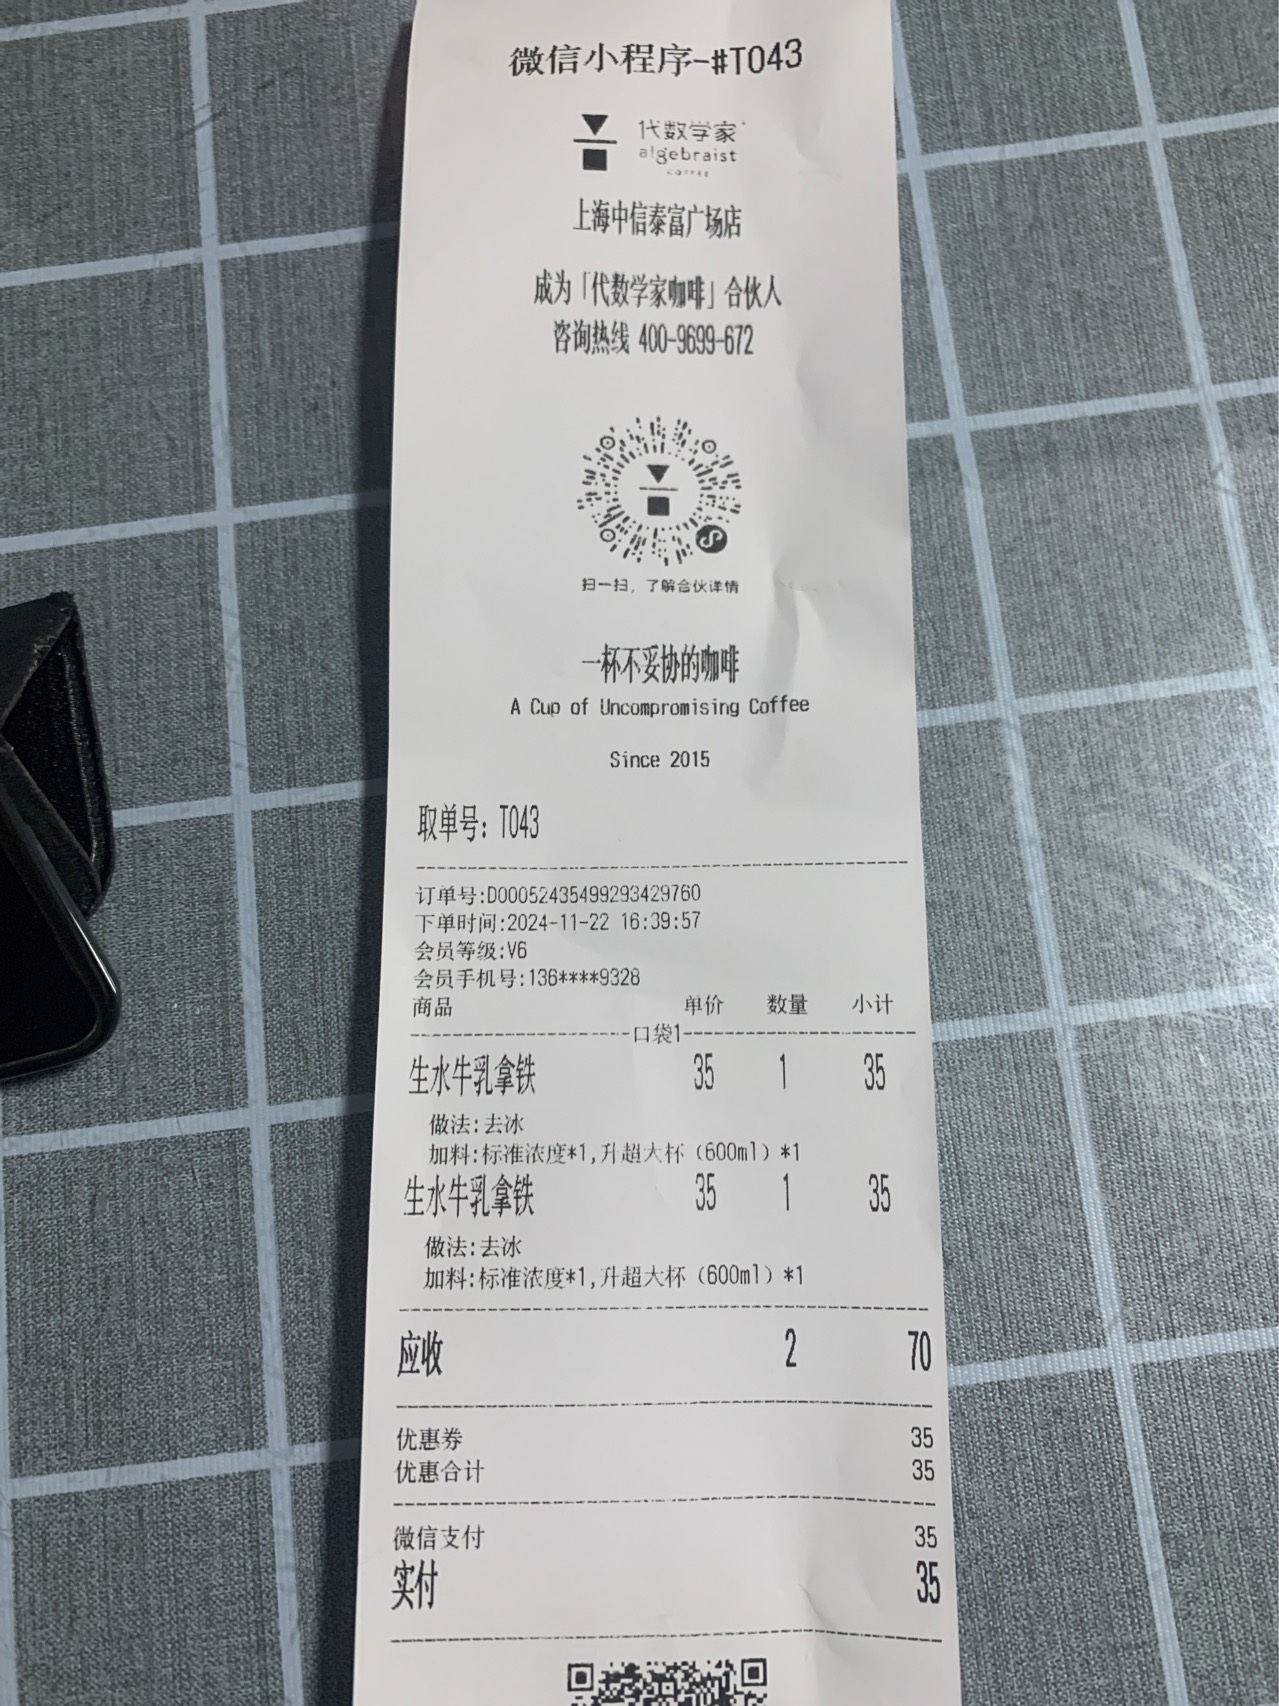 微信小程序-#T043
代数学家
algebraist
COFFEE
上海中信泰富广场店
成为「代数学家咖啡」合伙人
咨询热线 400-9699-672
扫一扫，了解合伙详情
一杯不妥协的咖啡
A Cup of Uncompromising Coffee
Since 2015
取单号: T043
订单号:D00052435499293429760
下单时间:2024-11-22 16:39:57
会员等级:V6
会员手机号:136****9328
商品 单价 数量 小计
口袋1
生水牛乳拿铁 35 1 35
做法:去冰
加料:标准浓度*1,升超大杯（600ml）*1
生水牛乳拿铁 35 1 35
做法:去冰
加料:标准浓度*1,升超大杯（600ml）*1
应收 2 70
优惠券 35
优惠合计 35
微信支付 35
实付 35